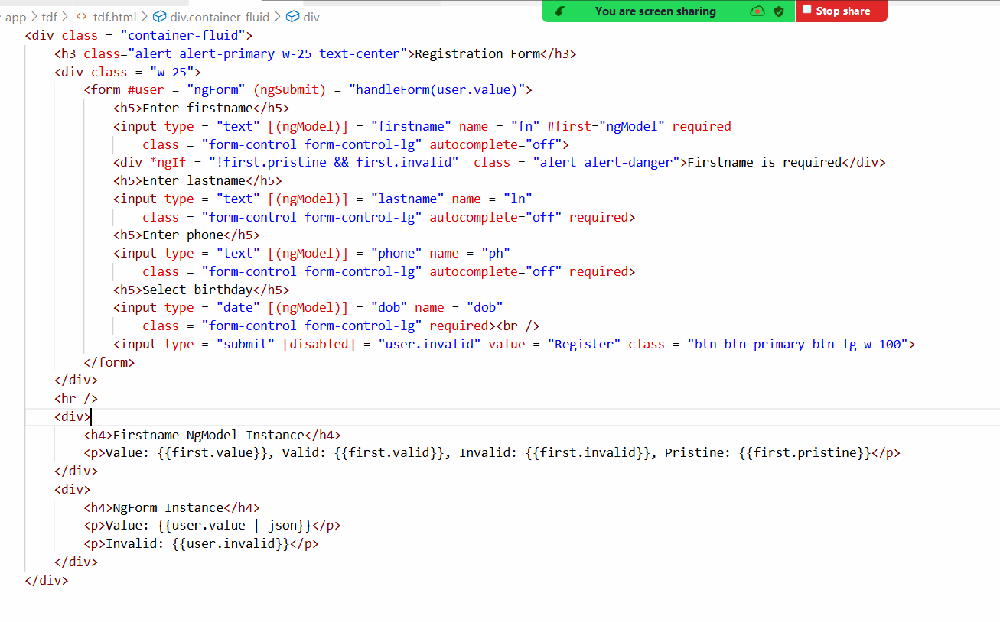 app > tdf > <> tdf.html > div.container-fluid > div
You are screen sharing
Stop share
<div class = "container-fluid">
<h3 class="alert alert-primary w-25 text-center">Registration Form</h3>
<div class = "w-25">
<form #user = "ngForm" (ngSubmit) = "handleForm(user.value)">
<h5>Enter firstname</h5>
<input type = "text" [(ngModel)] = "firstname" name = "fn" #first="ngModel" required
class = "form-control form-control-lg" autocomplete="off">
<div *ngIf = "!first.pristine && first.invalid"  class = "alert alert-danger">Firstname is required</div>
<h5>Enter lastname</h5>
<input type = "text" [(ngModel)] = "lastname" name = "ln"
class = "form-control form-control-lg" autocomplete="off" required>
<h5>Enter phone</h5>
<input type = "text" [(ngModel)] = "phone" name = "ph"
class = "form-control form-control-lg" autocomplete="off" required>
<h5>Select birthday</h5>
<input type = "date" [(ngModel)] = "dob" name = "dob"
class = "form-control form-control-lg" required><br />
<input type = "submit" [disabled] = "user.invalid" value = "Register" class = "btn btn-primary btn-lg w-100">
</form>
</div>
<hr />
<div>
<h4>Firstname NgModel Instance</h4>
<p>Value: {{first.value}}, Valid: {{first.valid}}, Invalid: {{first.invalid}}, Pristine: {{first.pristine}}</p>
</div>
<div>
<h4>NgForm Instance</h4>
<p>Value: {{user.value | json}}</p>
<p>Invalid: {{user.invalid}}</p>
</div>
</div>